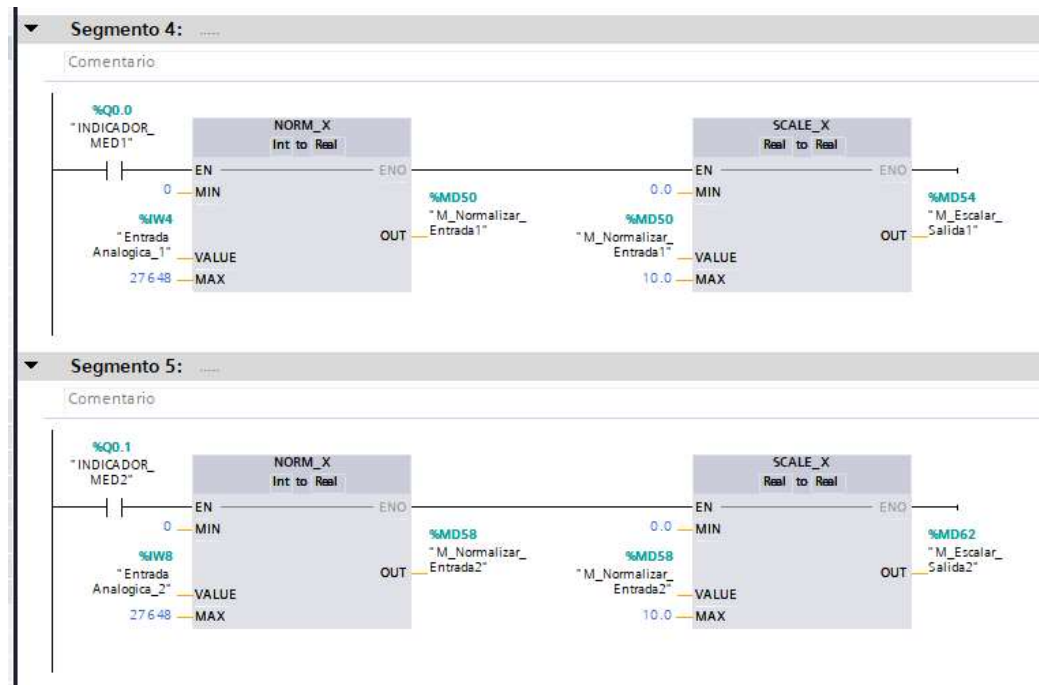 Segmento 4: .....
Comentario
%Q0.0
"INDICADOR_
MED1"
NORM_X
Int to Real
EN
ENO
0
MIN
%IW4
"Entrada
Analogica_1"
VALUE
27648
MAX
OUT
%MD50
"M_Normalizar_
Entrada1"
SCALE_X
Real to Real
EN
ENO
0.0
MIN
%MD50
"M_Normalizar_
Entrada1"
VALUE
10.0
MAX
OUT
%MD54
"M_Escalar_
Salida1"
Segmento 5: .....
Comentario
%Q0.1
"INDICADOR_
MED2"
NORM_X
Int to Real
EN
ENO
0
MIN
%IW8
"Entrada
Analogica_2"
VALUE
27648
MAX
OUT
%MD58
"M_Normalizar_
Entrada2"
SCALE_X
Real to Real
EN
ENO
0.0
MIN
%MD58
"M_Normalizar_
Entrada2"
VALUE
10.0
MAX
OUT
%MD62
"M_Escalar_
Salida2"